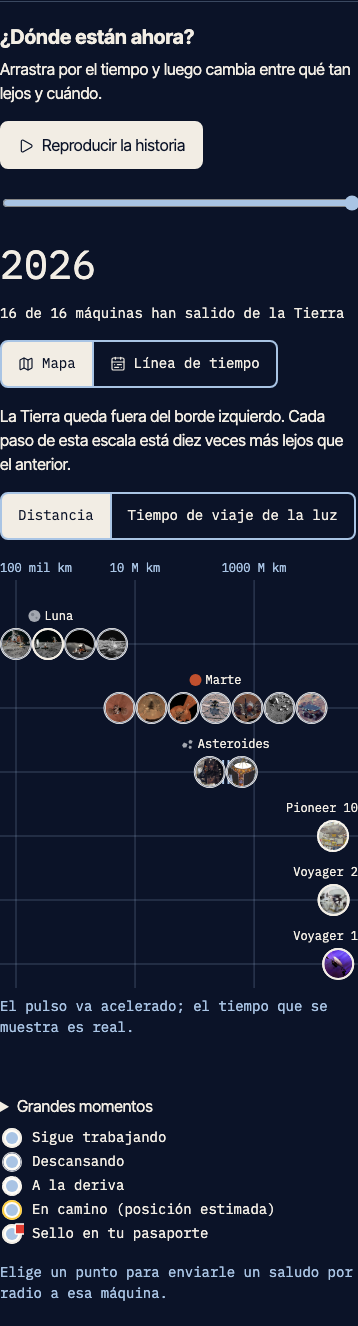 ¿Dónde están ahora?
Arrastra por el tiempo y luego cambia entre qué tan
lejos y cuándo.
Reproducir la historia
2026
16 de 16 máquinas han salido de la Tierra
Mapa
Línea de tiempo
La Tierra queda fuera del borde izquierdo. Cada
paso de esta escala está diez veces más lejos que
el anterior.
Distancia
Tiempo de viaje de la luz
100 mil km
10 M km
1000 M km
Luna
Marte
Asteroides
Pioneer 10
Voyager 2
Voyager 1
El pulso va acelerado; el tiempo que se
muestra es real.
Grandes momentos
Sigue trabajando
Descansando
A la deriva
En camino (posición estimada)
Sello en tu pasaporte
Elige un punto para enviarle un saludo por
radio a esa máquina.